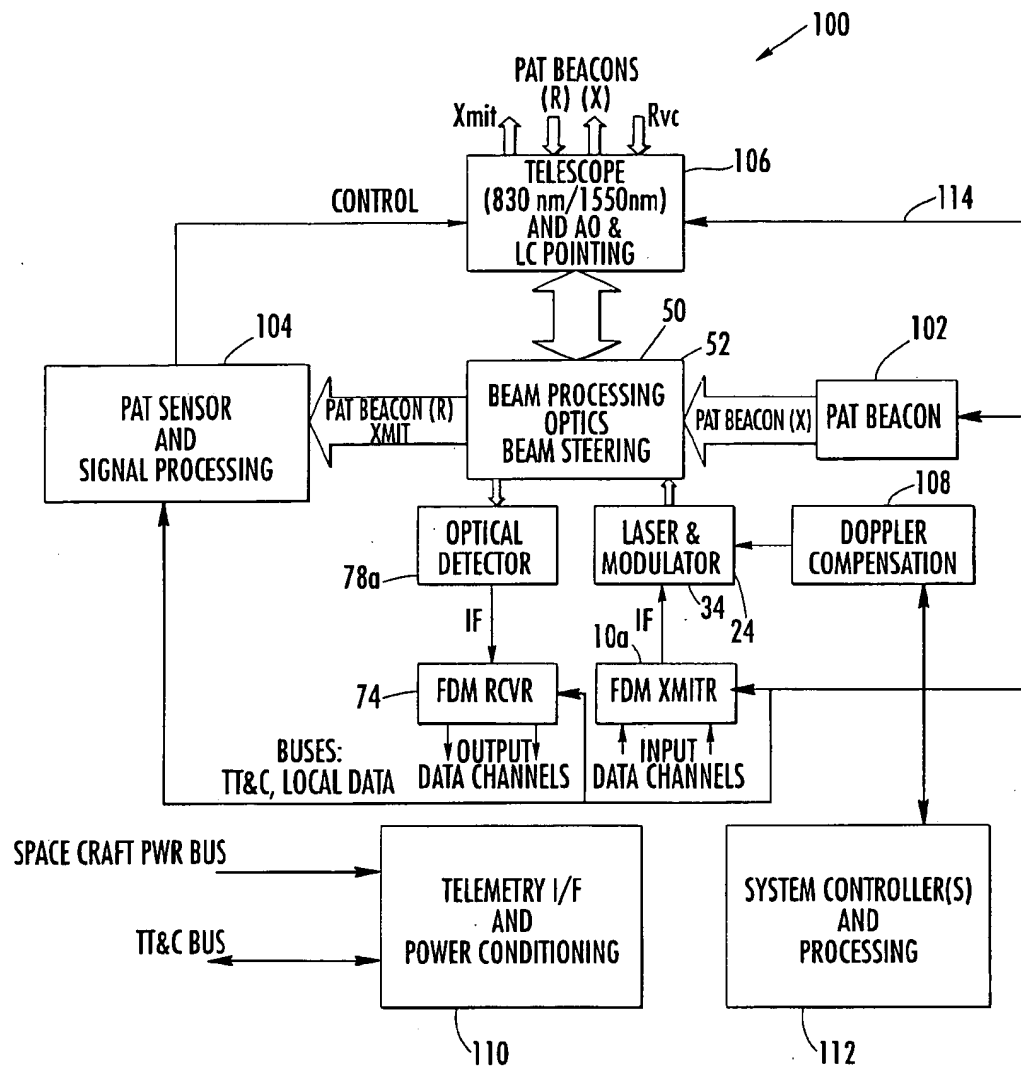 100
PAT BEACONS
(R) (X)
Xmit
Rvc
TELESCOPE
(830 nm/1550nm)
AND AO &
LC POINTING
106
CONTROL
114
104
50
52
102
PAT SENSOR
AND
SIGNAL PROCESSING
PAT BEACON (R)
XMIT
BEAM PROCESSING
OPTICS
BEAM STEERING
PAT BEACON (X)
PAT BEACON
108
OPTICAL
DETECTOR
LASER &
MODULATOR
DOPPLER
COMPENSATION
78a
34
24
IF
IF
10a
74
FDM RCVR
FDM XMITR
BUSES:
TT&C, LOCAL DATA
OUTPUT
DATA CHANNELS
INPUT
DATA CHANNELS
SPACE CRAFT PWR BUS
TT&C BUS
TELEMETRY I/F
AND
POWER CONDITIONING
SYSTEM CONTROLLER(S)
AND
PROCESSING
110
112